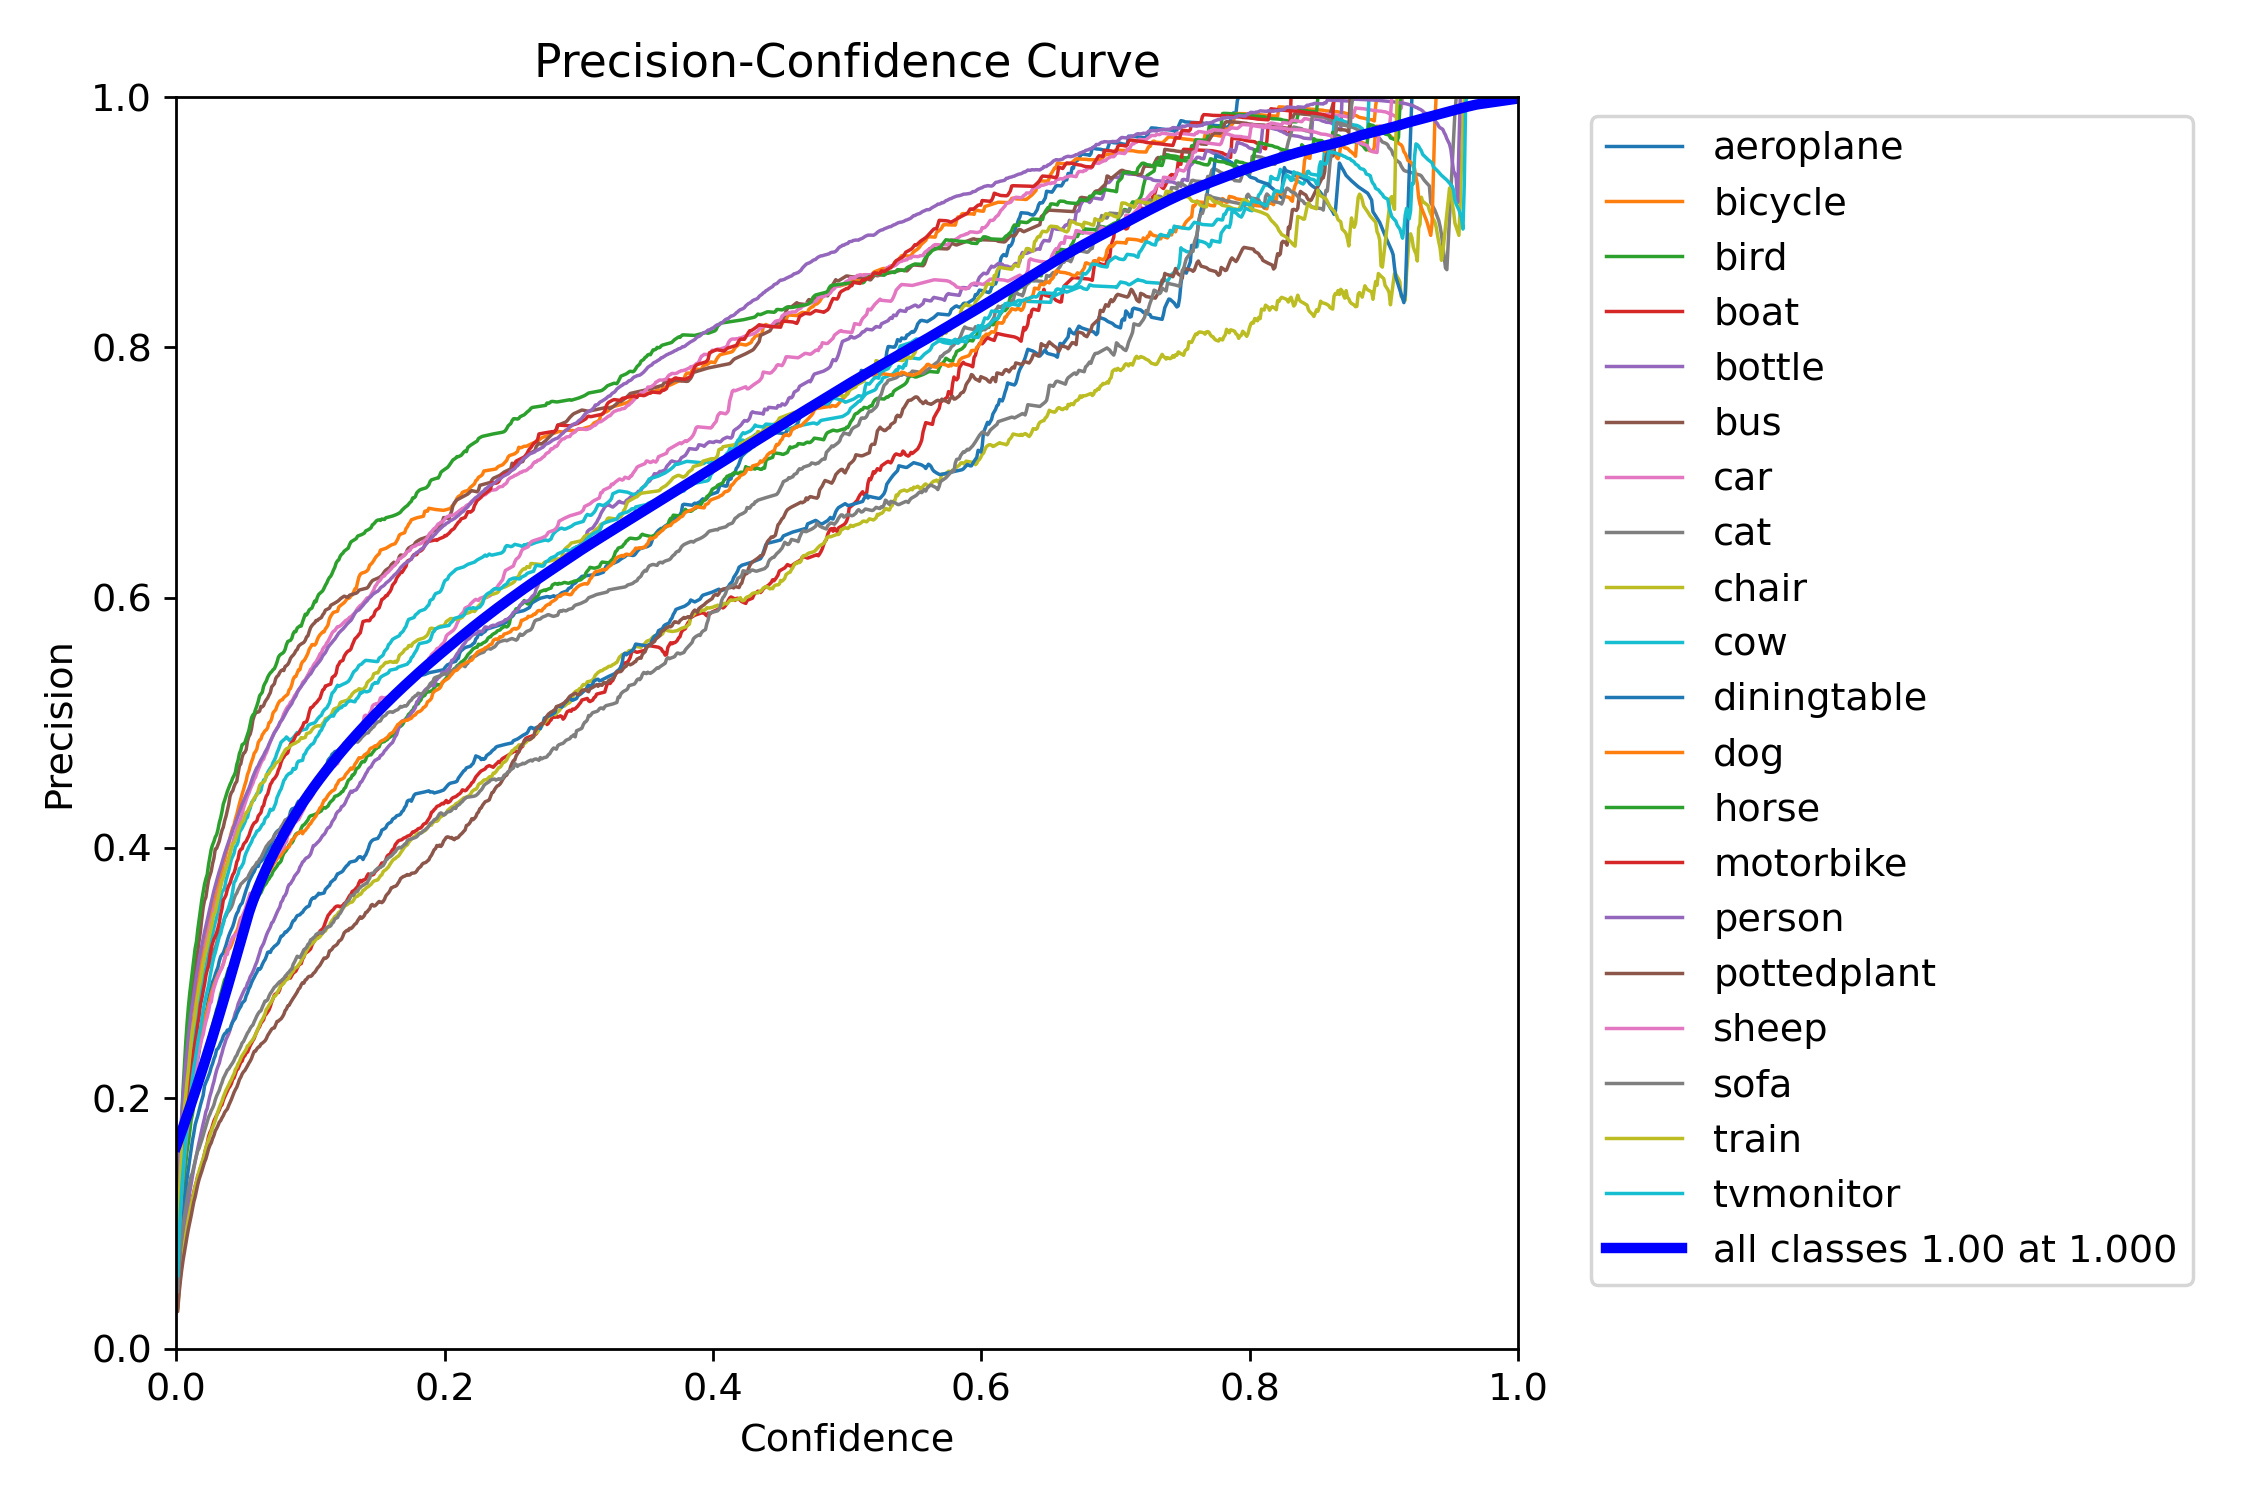 Precision-Confidence Curve
1.0
0.8
0.6
0.4
0.2
0.0
Precision
0.0 0.2 0.4 0.6 0.8 1.0
Confidence
aeroplane
bicycle
bird
boat
bottle
bus
car
cat
chair
cow
diningtable
dog
horse
motorbike
person
pottedplant
sheep
sofa
train
tvmonitor
all classes 1.00 at 1.000